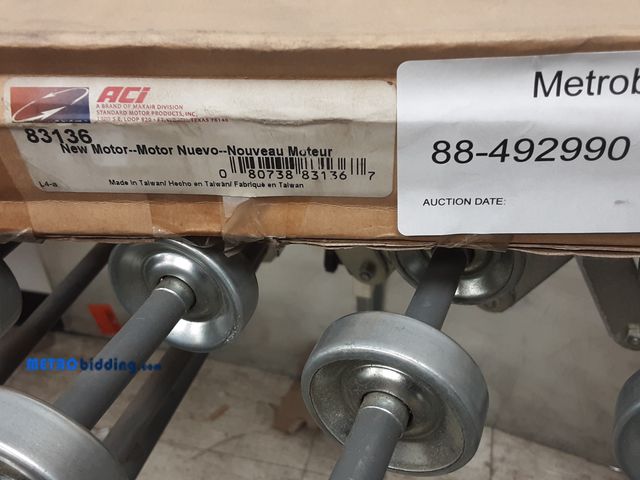 ACi
A BRAND OF MAXAIR DIVISION
STANDARD MOTOR PRODUCTS, INC.
83136
New Motor--Motor Nuevo--Nouveau Moteur
0 80738 83136 7
L4-a
Made in Taiwan/ Hecho en Taiwan/ Fabriqué en Taiwan
Metrob
88-492990
AUCTION DATE:
METRObidding.com